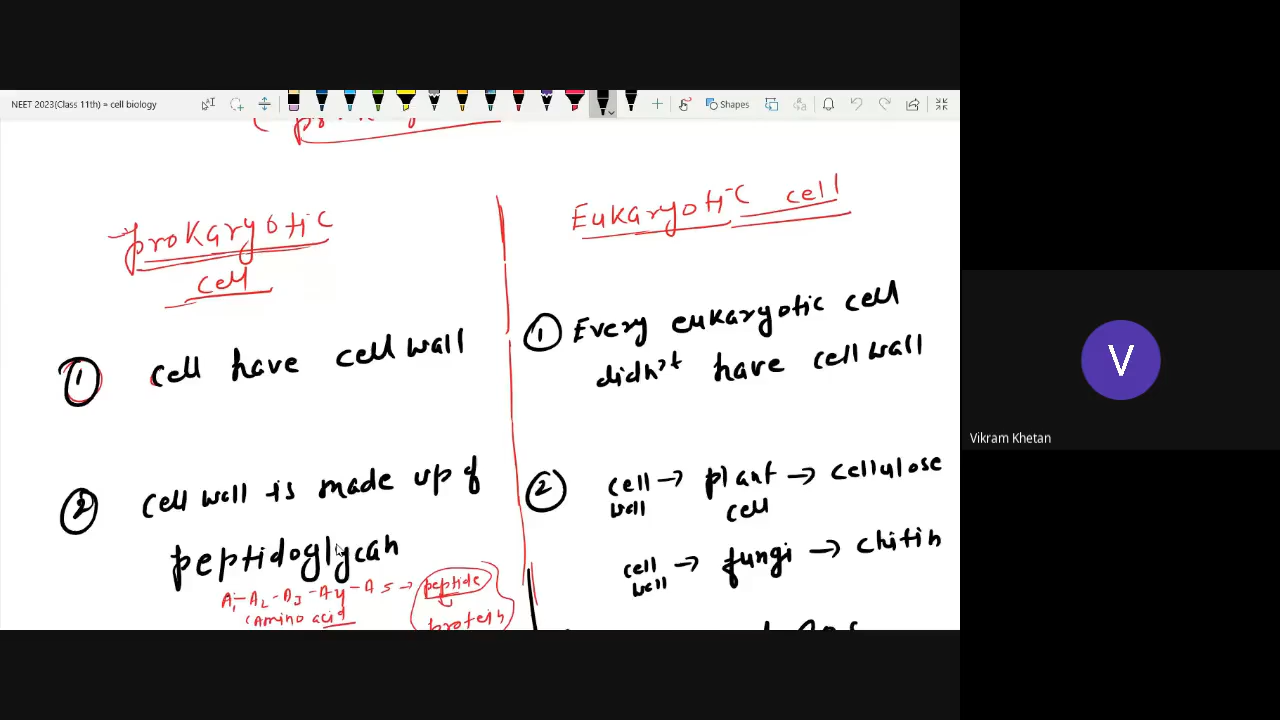 NEET 2023(Class 11th) » cell biology
Shapes
Prokaryotic
cell
① cell have cell wall
② cell wall is made up of
peptidoglycan
A1-A2-A3-A4-A5 → peptide
(Amino acid
protein
Eukaryotic cell
① Every eukaryotic cell
didn't have cell wall
② cell wall → plant cell → cellulose
cell wall → fungi → chitin
V
Vikram Khetan